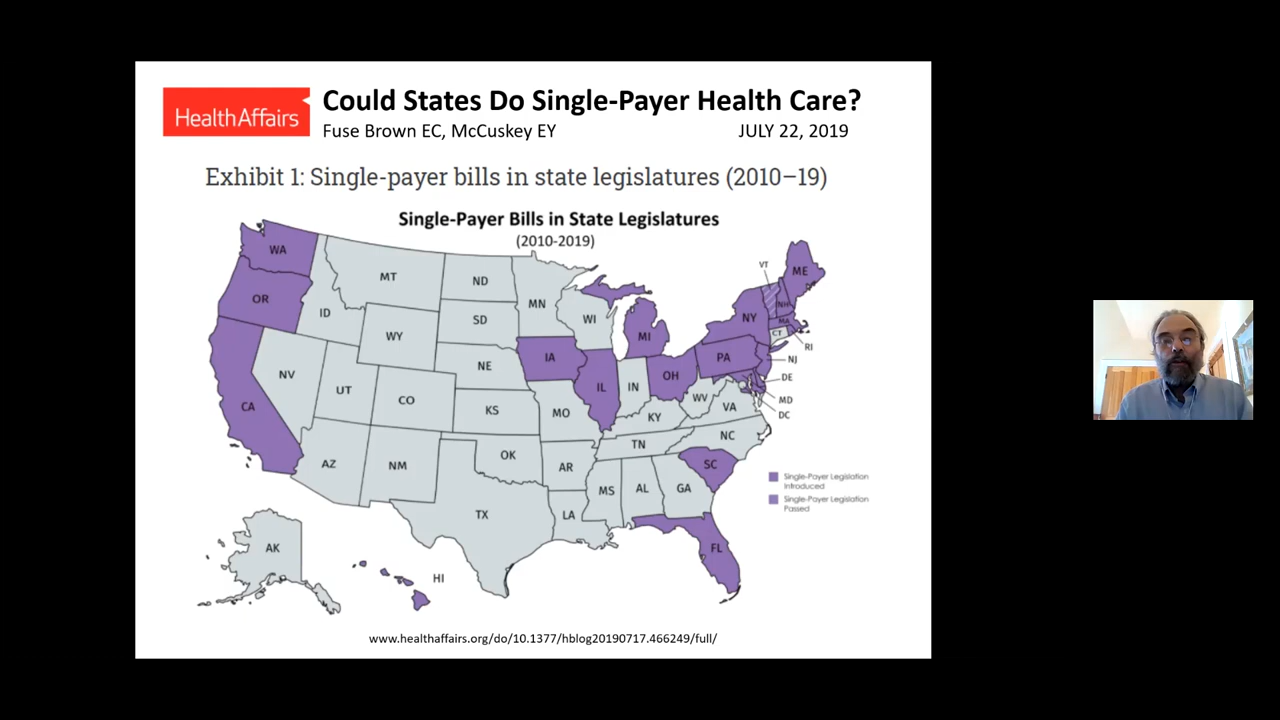 HealthAffairs
Could States Do Single-Payer Health Care?
Fuse Brown EC, McCuskey EY JULY 22, 2019
Exhibit 1: Single-payer bills in state legislatures (2010–19)
Single-Payer Bills in State Legislatures
(2010-2019)
WA
MT
ND
MN
VT
ME
OR
ID
SD
WI
NH
NY
MA
WY
MI
CT
RI
IA
PA
NJ
NV
NE
IL
IN
OH
DE
UT
CO
WV
MD
CA
KS
MO
KY
VA
DC
NC
TN
AZ
NM
OK
AR
SC
MS
AL
GA
TX
LA
FL
AK
HI
Single-Payer Legislation
Introduced
Single-Payer Legislation
Passed
www.healthaffairs.org/do/10.1377/hblog20190717.466249/full/